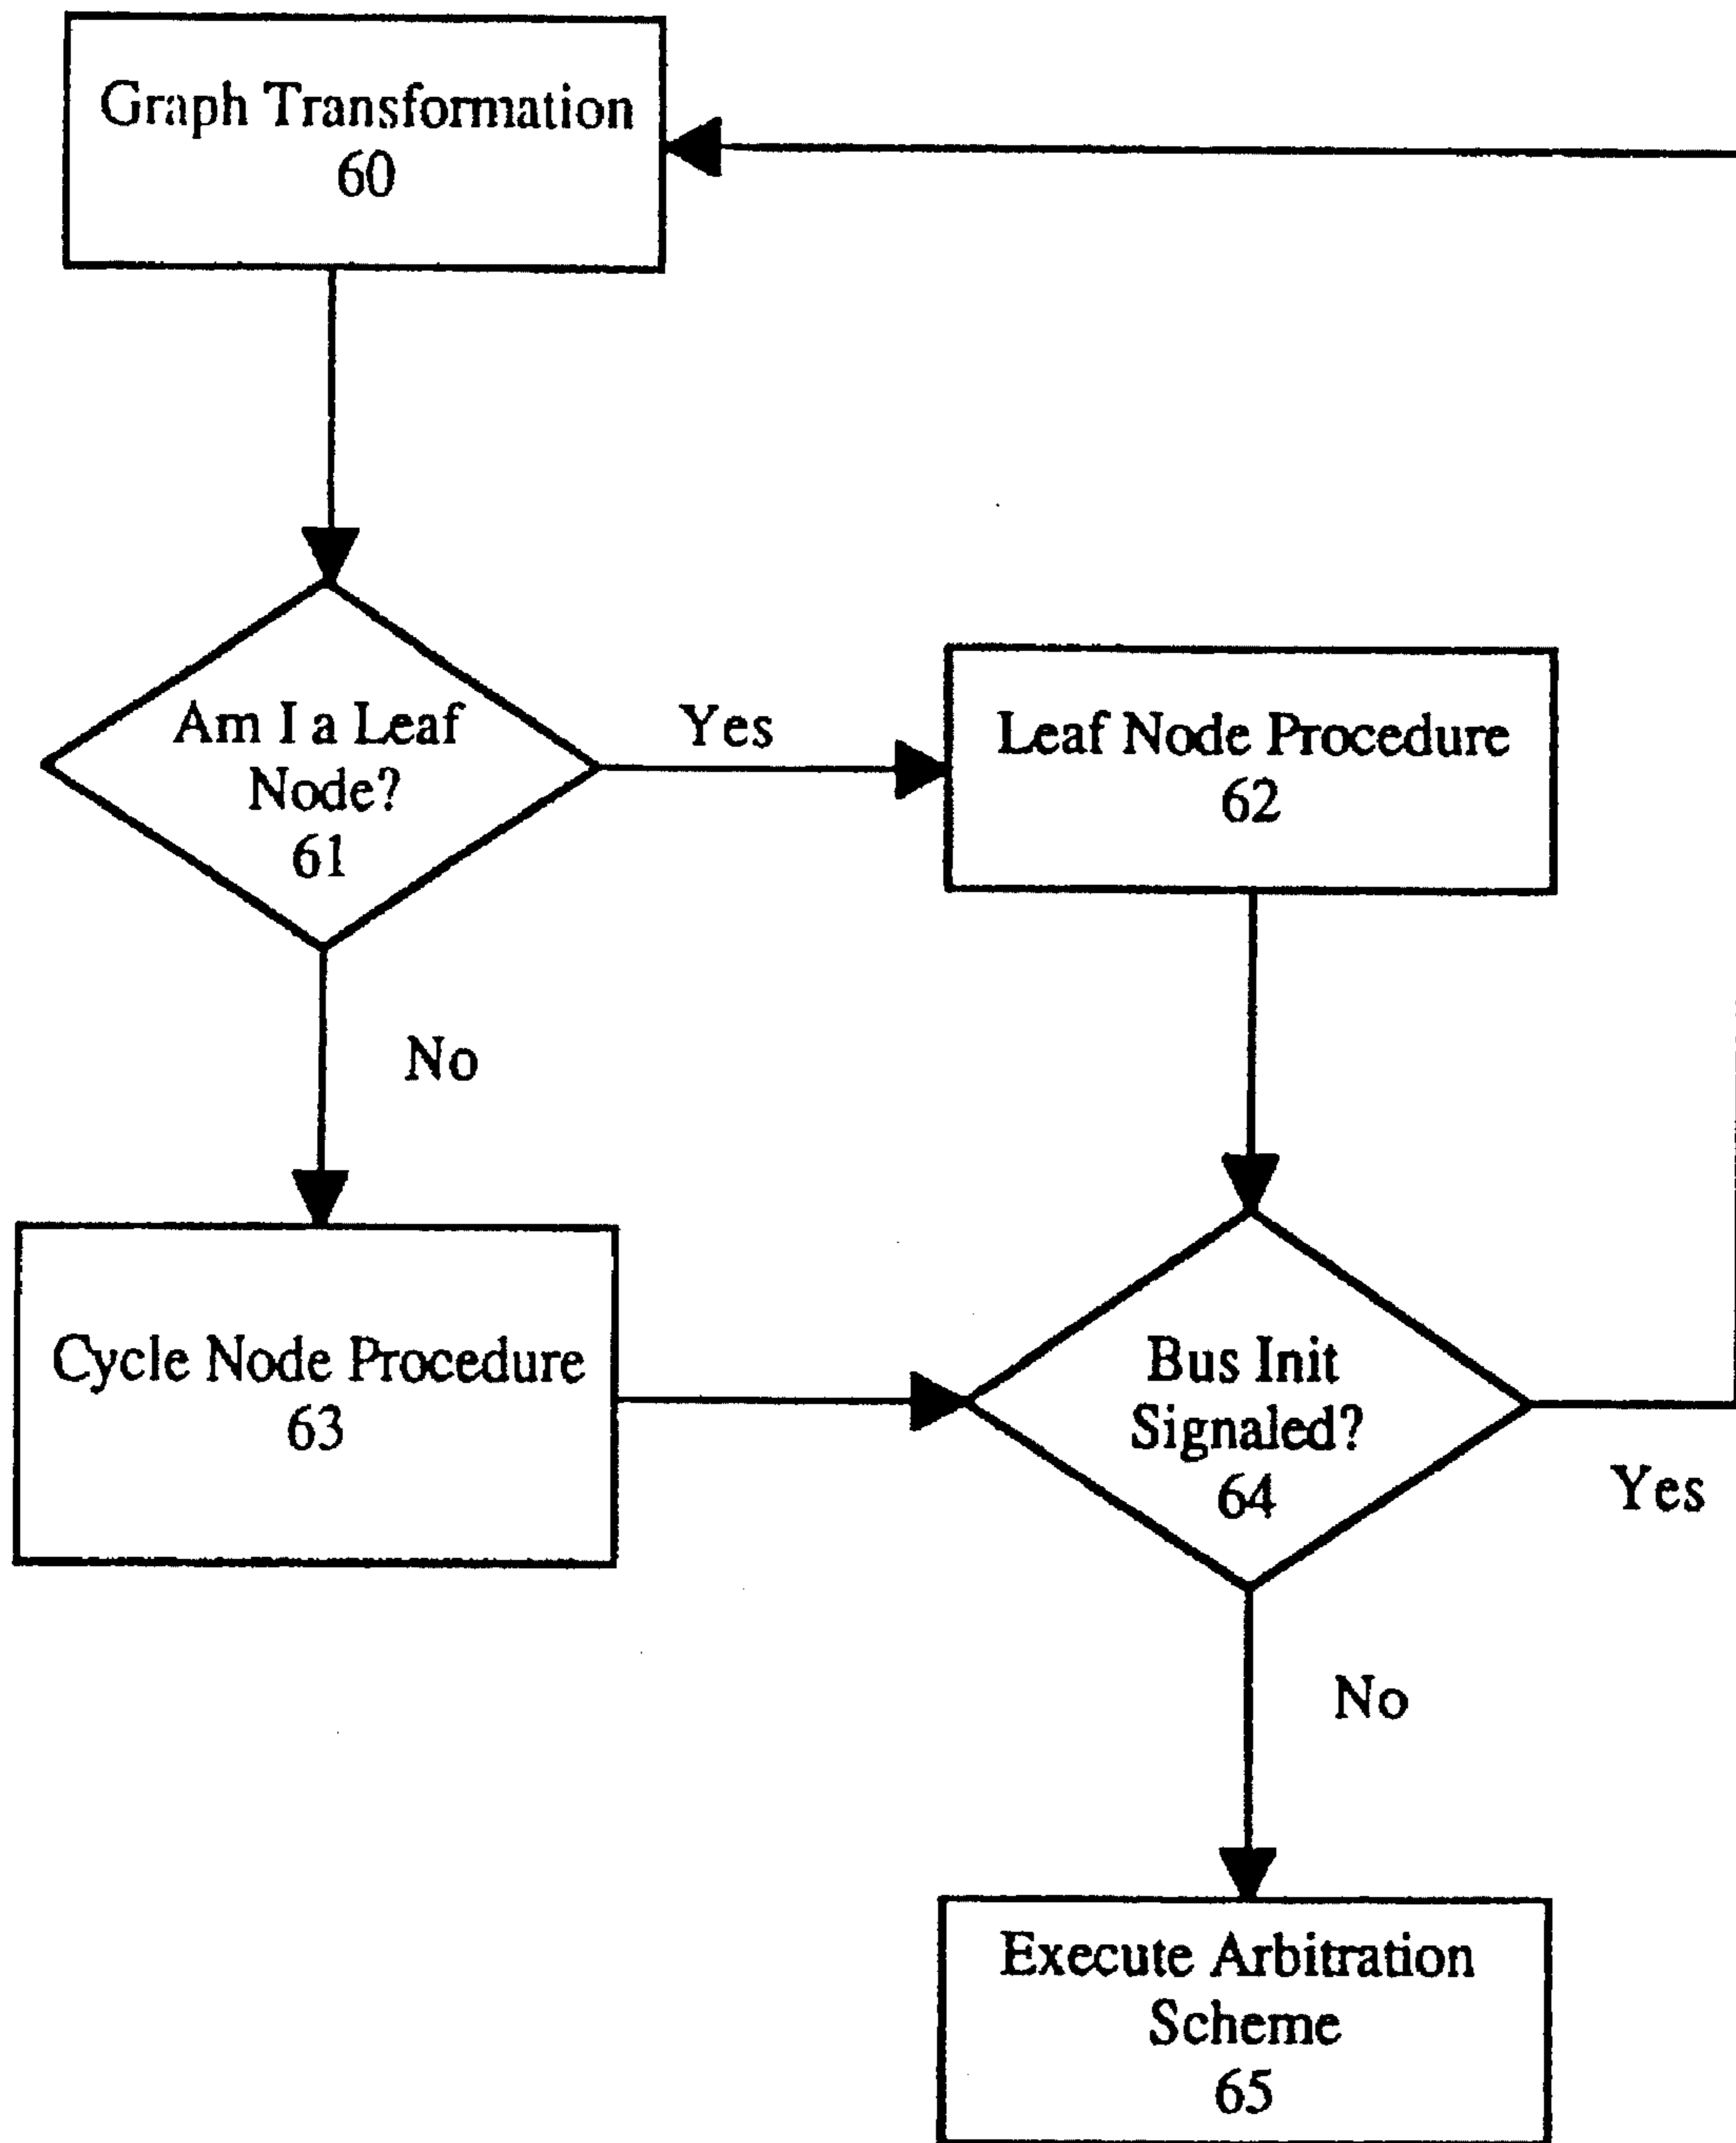 Graph Transformation
60
Am I a Leaf
Node?
61
Yes
Leaf Node Procedure
62
No
Cycle Node Procedure
63
Bus Init
Signaled?
64
Yes
No
Execute Arbitration
Scheme
65